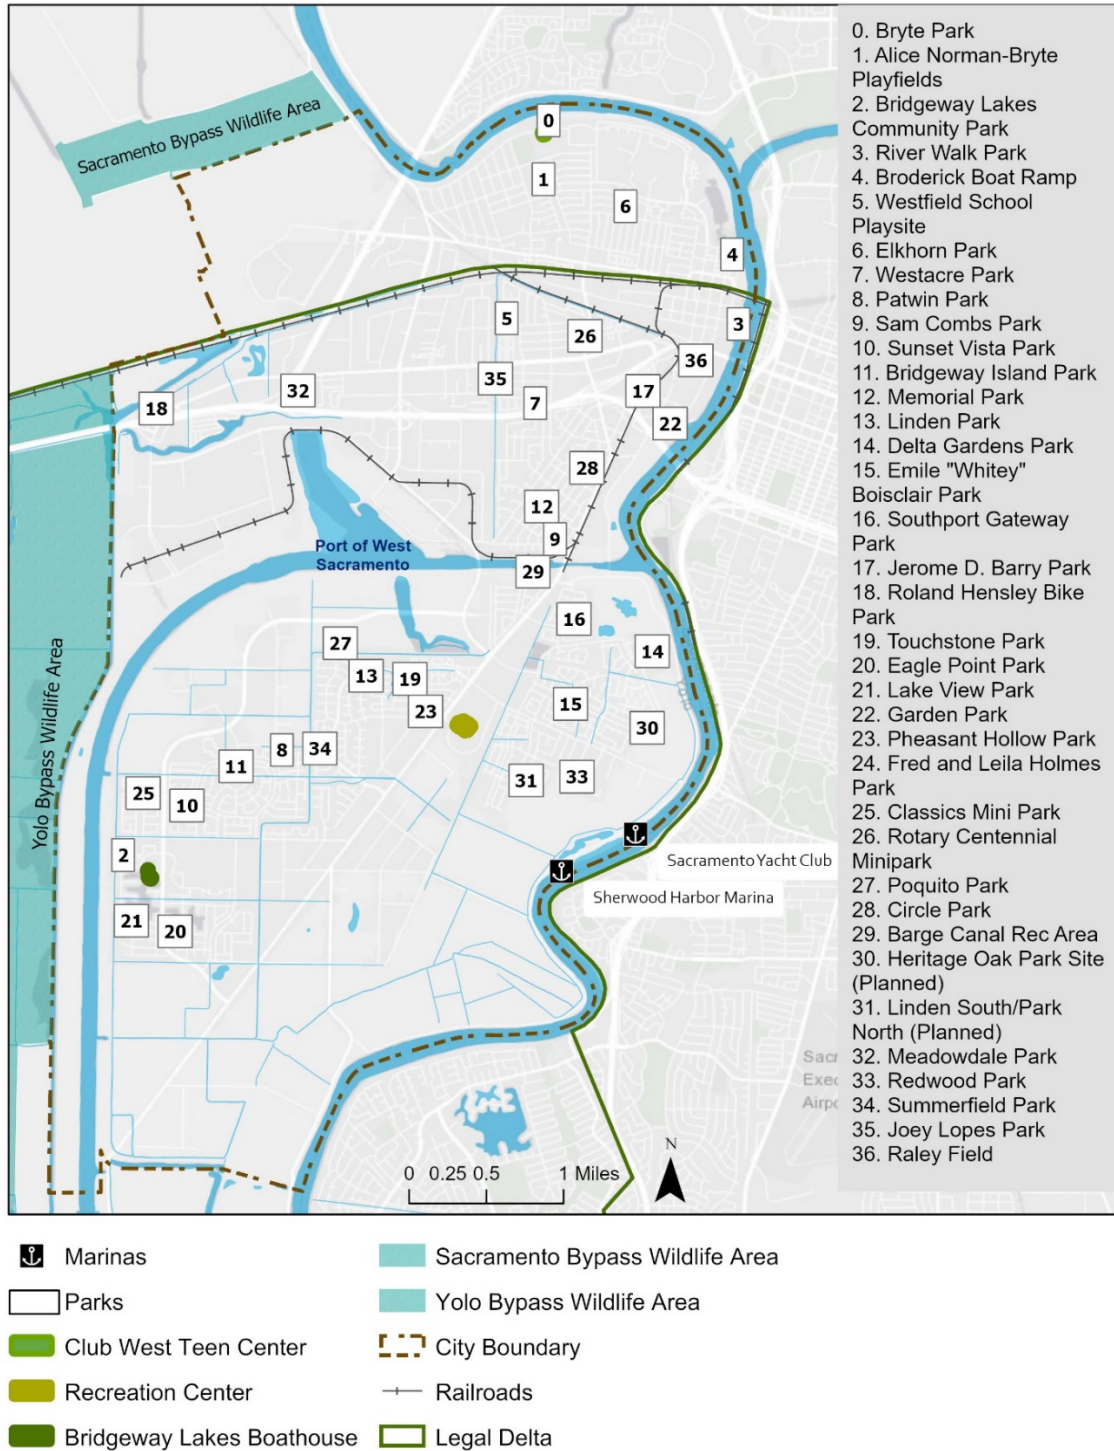 0. Bryte Park
1. Alice Norman-Bryte
Playfields
2. Bridgeway Lakes
Community Park
3. River Walk Park
4. Broderick Boat Ramp
5. Westfield School
Playsite
6. Elkhorn Park
7. Westacre Park
8. Patwin Park
9. Sam Combs Park
10. Sunset Vista Park
11. Bridgeway Island Park
12. Memorial Park
13. Linden Park
14. Delta Gardens Park
15. Emile "Whitey"
Boisclair Park
16. Southport Gateway
Park
17. Jerome D. Barry Park
18. Roland Hensley Bike
Park
19. Touchstone Park
20. Eagle Point Park
21. Lake View Park
22. Garden Park
23. Pheasant Hollow Park
24. Fred and Leila Holmes
Park
25. Classics Mini Park
26. Rotary Centennial
Minipark
27. Poquito Park
28. Circle Park
29. Barge Canal Rec Area
30. Heritage Oak Park Site
(Planned)
31. Linden South/Park
North (Planned)
32. Meadowdale Park
33. Redwood Park
34. Summerfield Park
35. Joey Lopes Park
36. Raley Field
Sacramento Bypass Wildlife Area
0
1
6
4
5
26
3
36
35
32
17
7
18
22
28
12
9
Port of West
Sacramento
29
16
27
14
13
19
Yolo Bypass Wildlife Area
15
23
30
8
34
11
33
31
25
10
2
Sacramento Yacht Club
Sherwood Harbor Marina
21
20
N
0 0.25 0.5 1 Miles
Marinas
Parks
Club West Teen Center
Recreation Center
Bridgeway Lakes Boathouse
Sacramento Bypass Wildlife Area
Yolo Bypass Wildlife Area
City Boundary
Railroads
Legal Delta